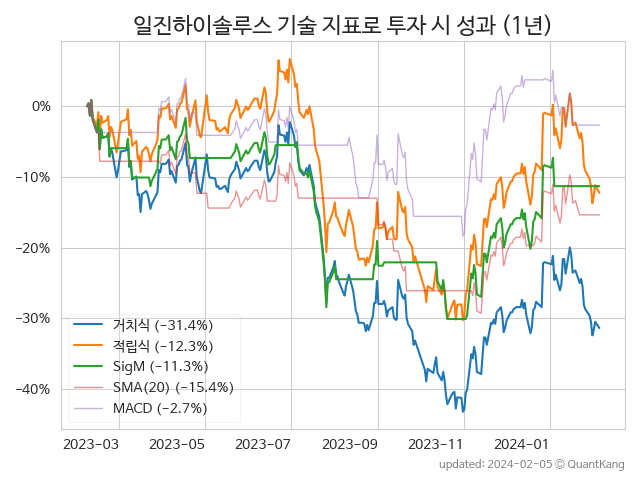 일진하이솔루스 기술 지표로 투자 시 성과 (1년)
0%
−10%
−20%
−30%
−40%
거치식 (−31.4%)
적립식 (−12.3%)
SigM (−11.3%)
SMA(20) (−15.4%)
MACD (−2.7%)
2023−03 2023−05 2023−07 2023−09 2023−11 2024−01
updated: 2024−02−05 © QuantKang